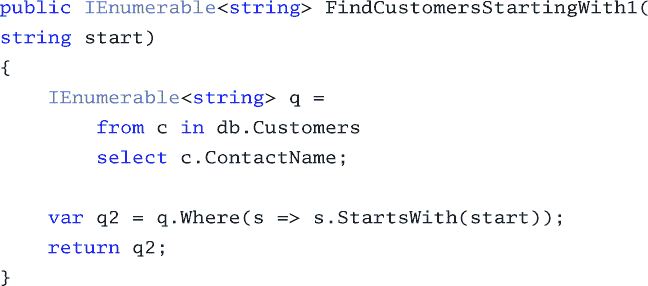 public IEnumerable<string> FindCustomersStartingWith1(
string start)
{
    IEnumerable<string> q =
        from c in db.Customers
        select c.ContactName;

    var q2 = q.Where(s => s.StartsWith(start));
    return q2;
}